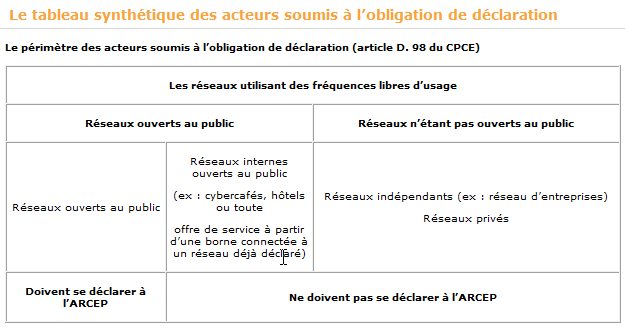 Le tableau synthétique des acteurs soumis à l’obligation de déclaration
Le périmètre des acteurs soumis à l’obligation de déclaration (article D. 98 du CPCE)
Les réseaux utilisant des fréquences libres d’usage
Réseaux ouverts au public
Réseaux n’étant pas ouverts au public
Réseaux ouverts au public
Réseaux internes
ouverts au public
(ex : cybercafés, hôtels
ou toute
offre de service à partir
d’une borne connectée à
un réseau déjà déclaré)
Réseaux indépendants (ex : réseau d’entreprises)
Réseaux privés
Doivent se déclarer à
l’ARCEP
Ne doivent pas se déclarer à l’ARCEP